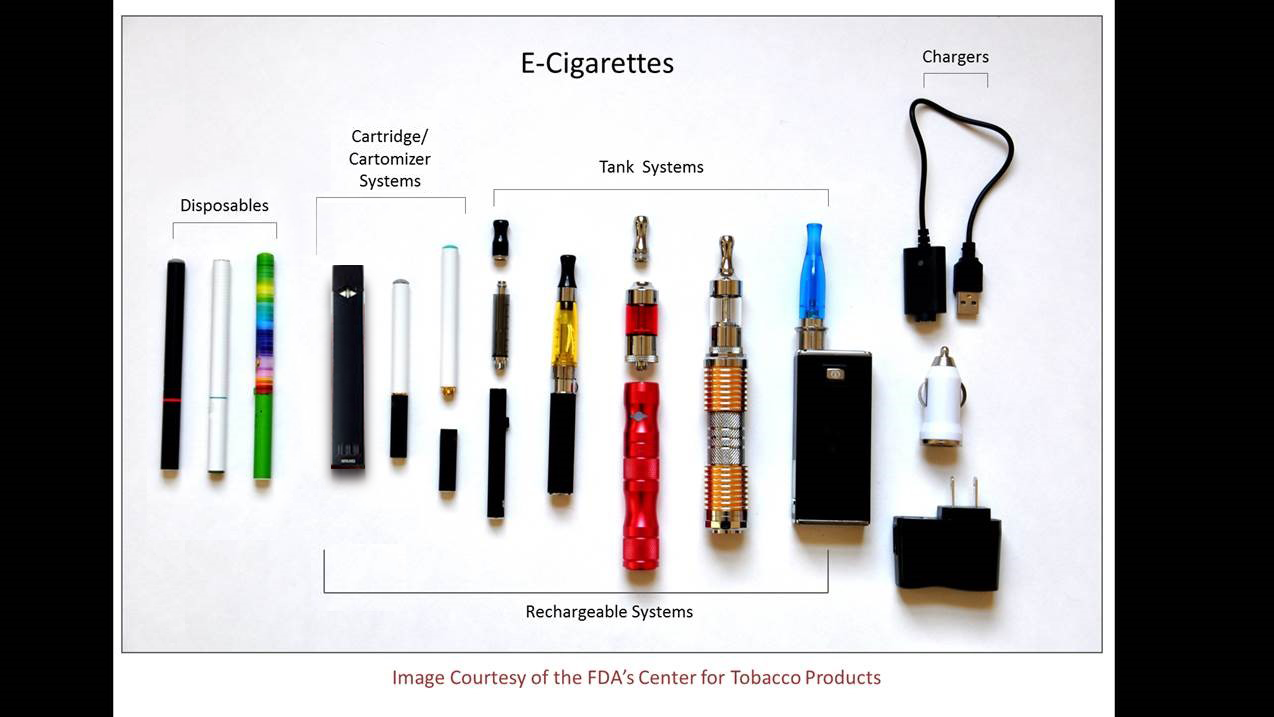 E-Cigarettes
Chargers
Cartridge/
Cartomizer
Systems
Tank Systems
Disposables
Rechargeable Systems
Image Courtesy of the FDA's Center for Tobacco Products